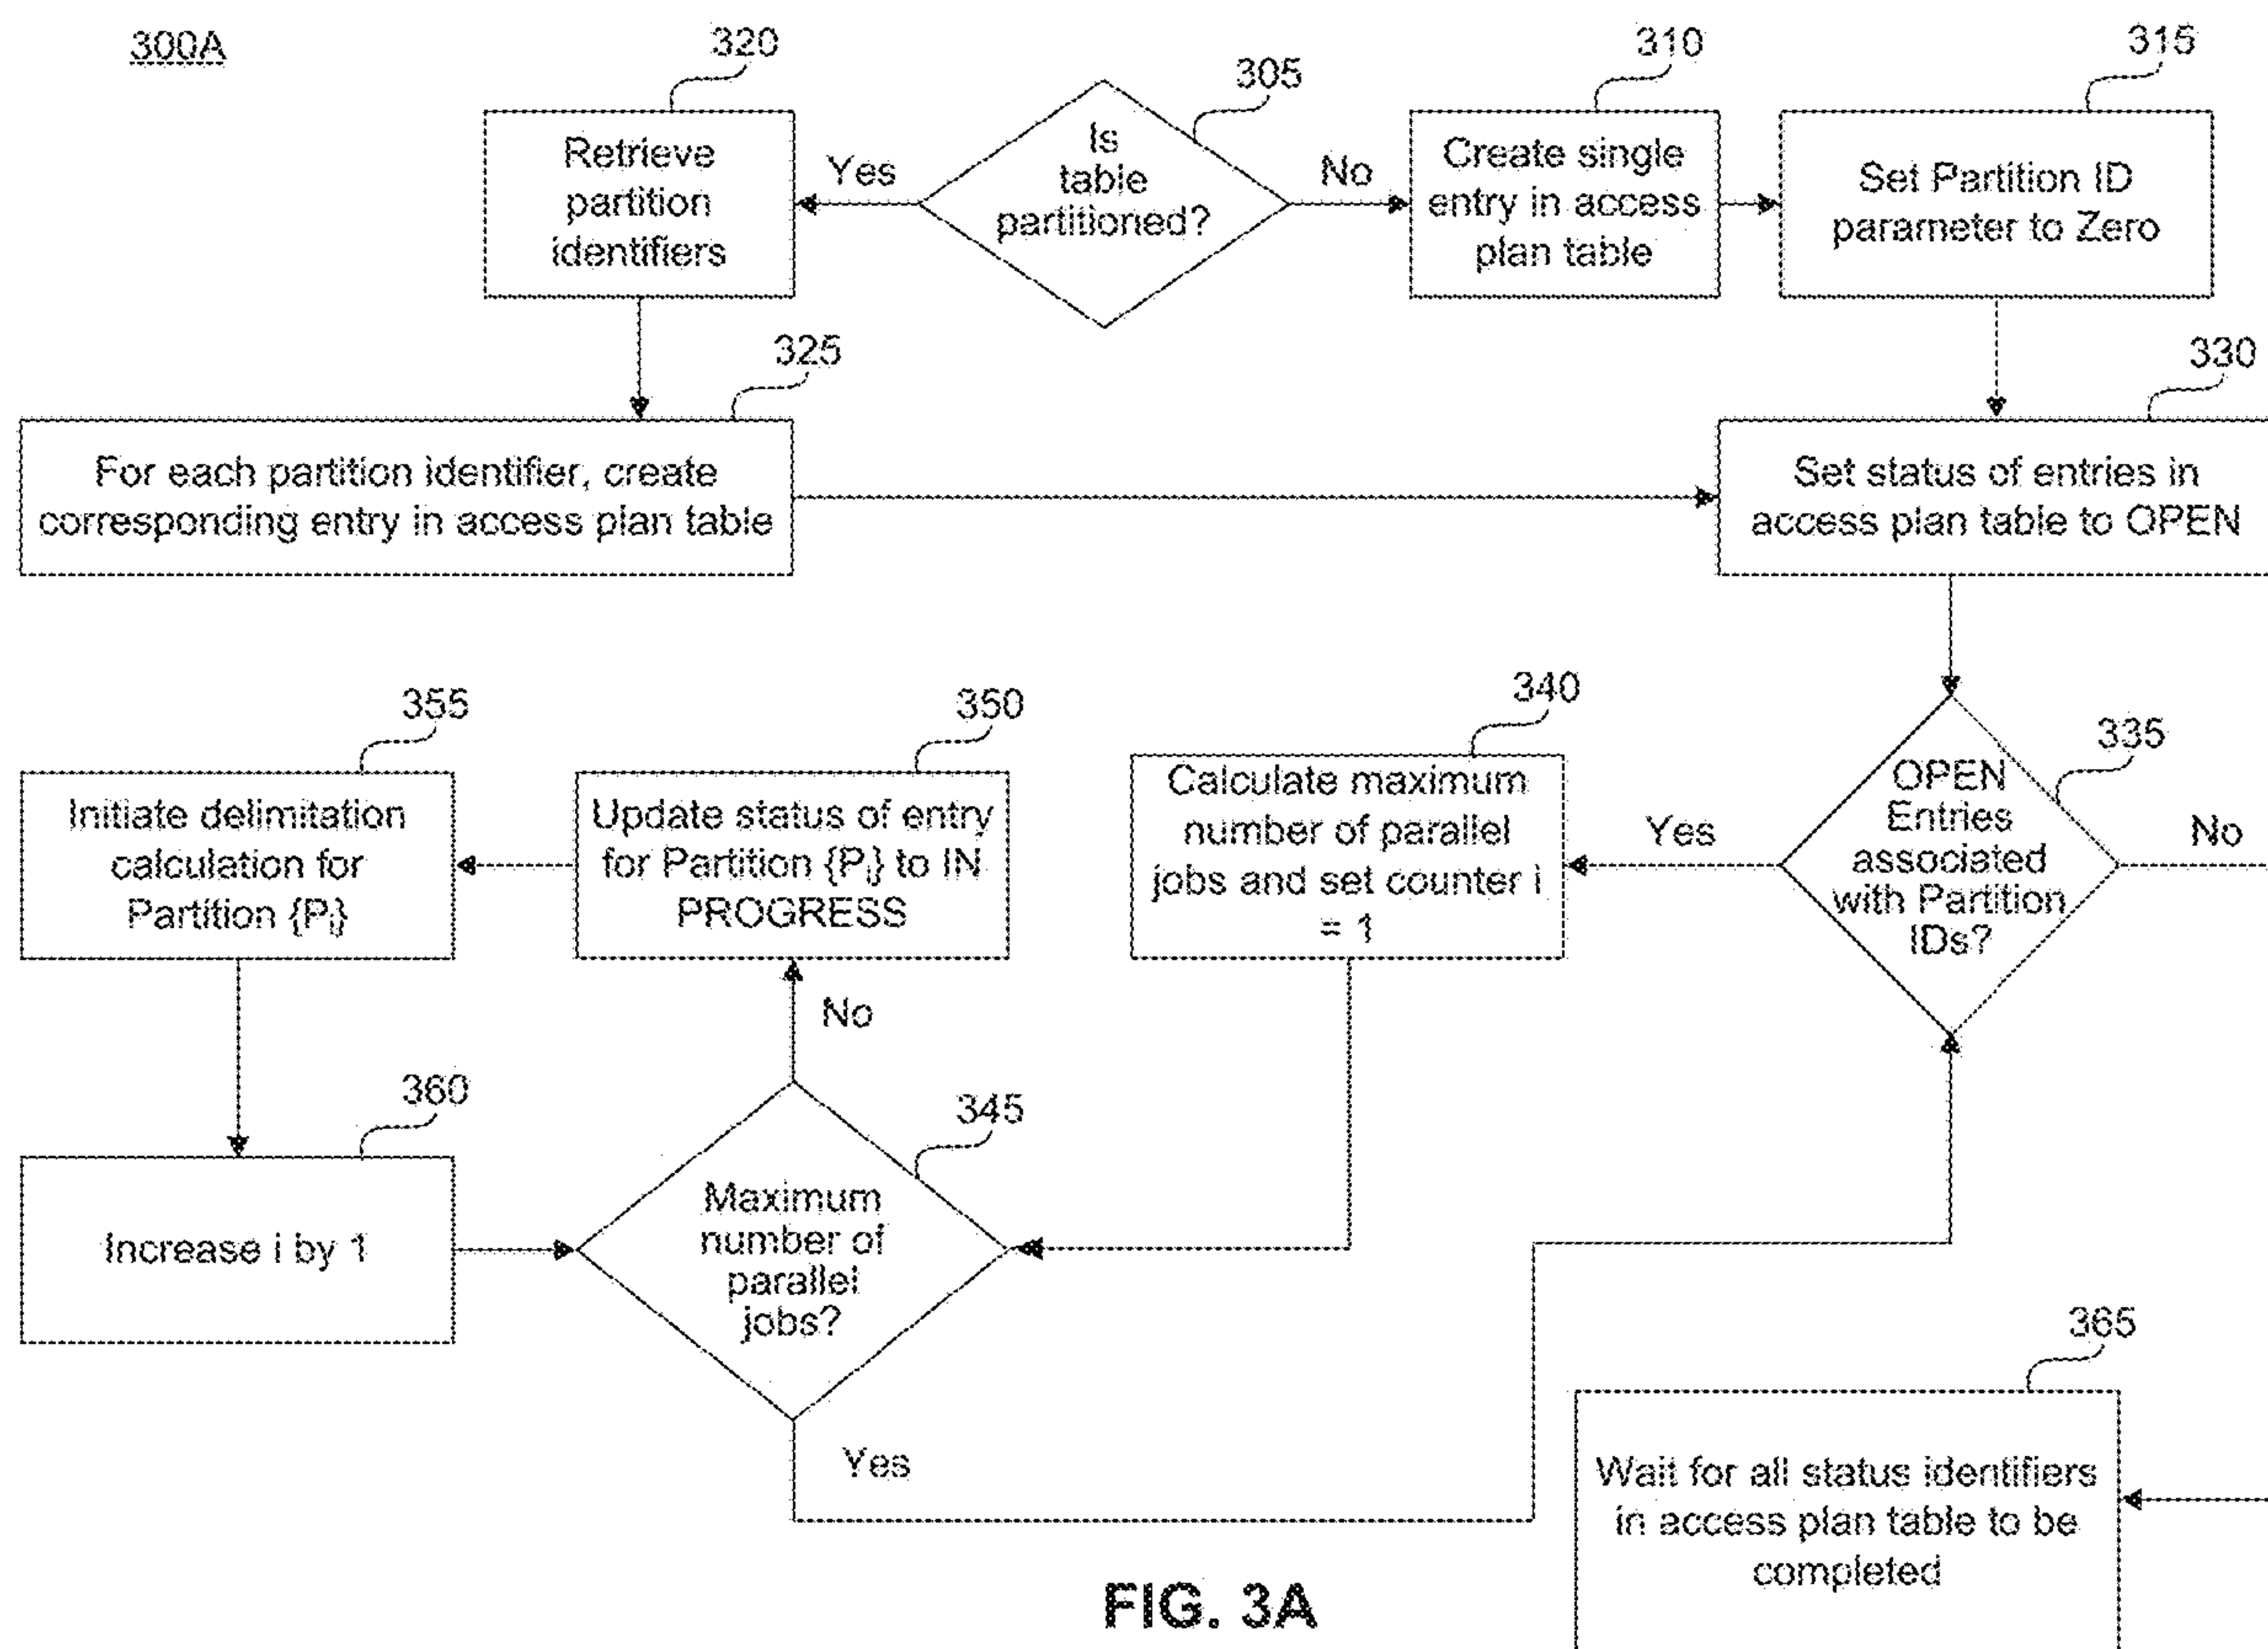 300A
320
305
310
315
Retrieve
partition
identifiers
Yes
Is
table
partitioned?
No
Create single
entry in access
plan table
Set Partition ID
parameter to Zero
325
330
For each partition identifier, create
corresponding entry in access plan table
Set status of entries in
access plan table to OPEN
355
350
340
335
Initiate delimitation
calculation for
Partition {Pi}
Update status of entry
for Partition {Pi} to IN
PROGRESS
Calculate maximum
number of parallel
jobs and set counter i
= 1
Yes
OPEN
Entries
associated
with Partition
IDs?
No
No
360
345
Increase i by 1
Maximum
number of
parallel
jobs?
Yes
365
Wait for all status identifiers
in access plan table to be
completed
FIG. 3A